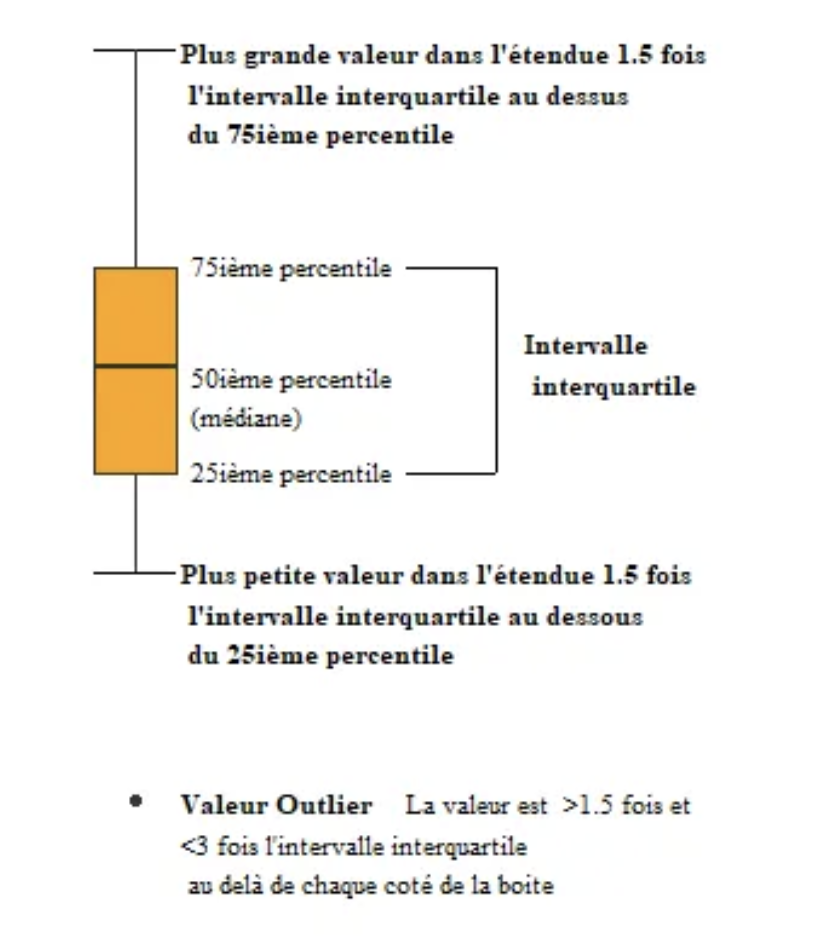 Plus grande valeur dans l'étendue 1.5 fois
l'intervalle interquartile au dessus
du 75ième percentile
75ième percentile
Intervalle
interquartile
50ième percentile
(médiane)
25ième percentile
Plus petite valeur dans l'étendue 1.5 fois
l'intervalle interquartile au dessous
du 25ième percentile
Valeur Outlier La valeur est >1.5 fois et
<3 fois l'intervalle interquartile
au delà de chaque coté de la boite